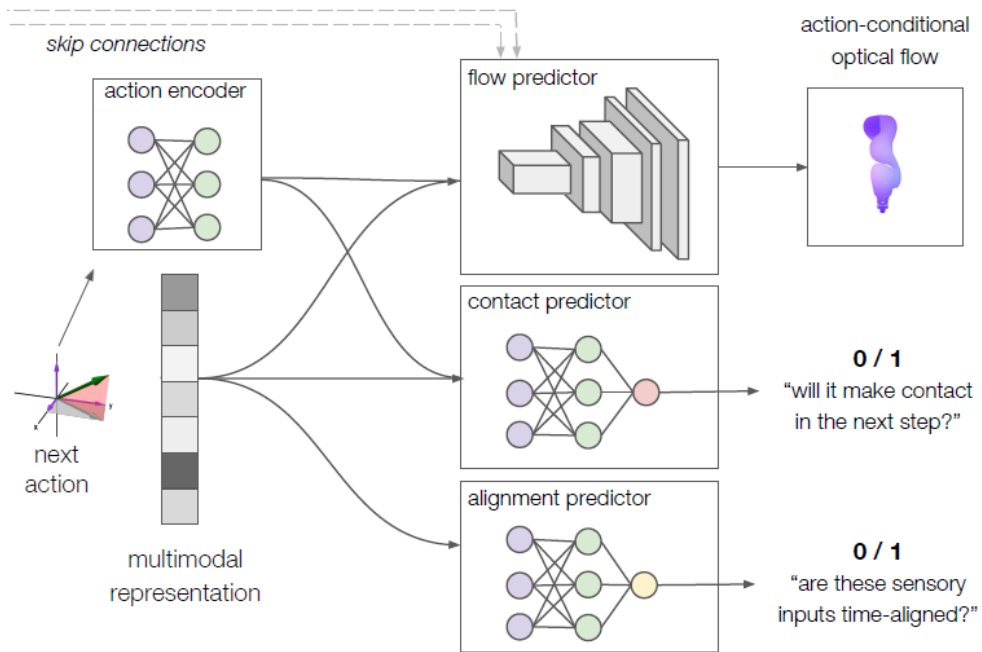 skip connections
action encoder
flow predictor
action-conditional
optical flow
x
y
next
action
multimodal
representation
contact predictor
0 / 1
“will it make contact
in the next step?”
alignment predictor
0 / 1
“are these sensory
inputs time-aligned?”